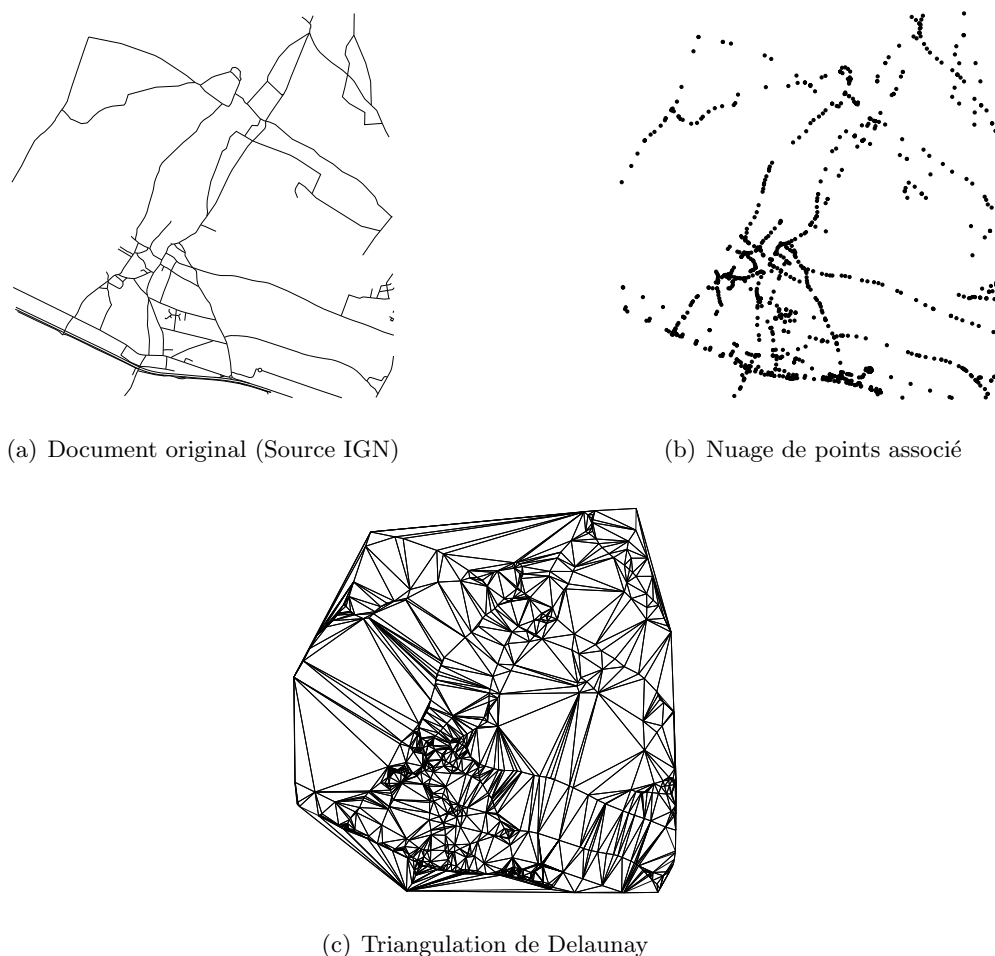 (a) Document original (Source IGN)
(b) Nuage de points associé
(c) Triangulation de Delaunay